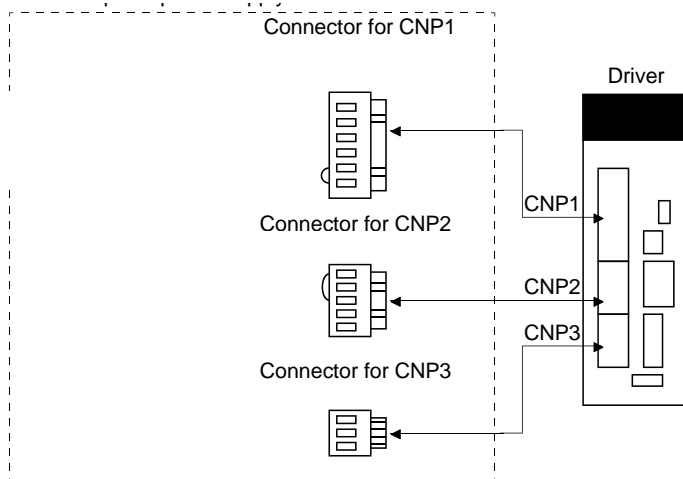 Connector for CNP1
Driver
CNP1
Connector for CNP2
CNP2
CNP3
Connector for CNP3